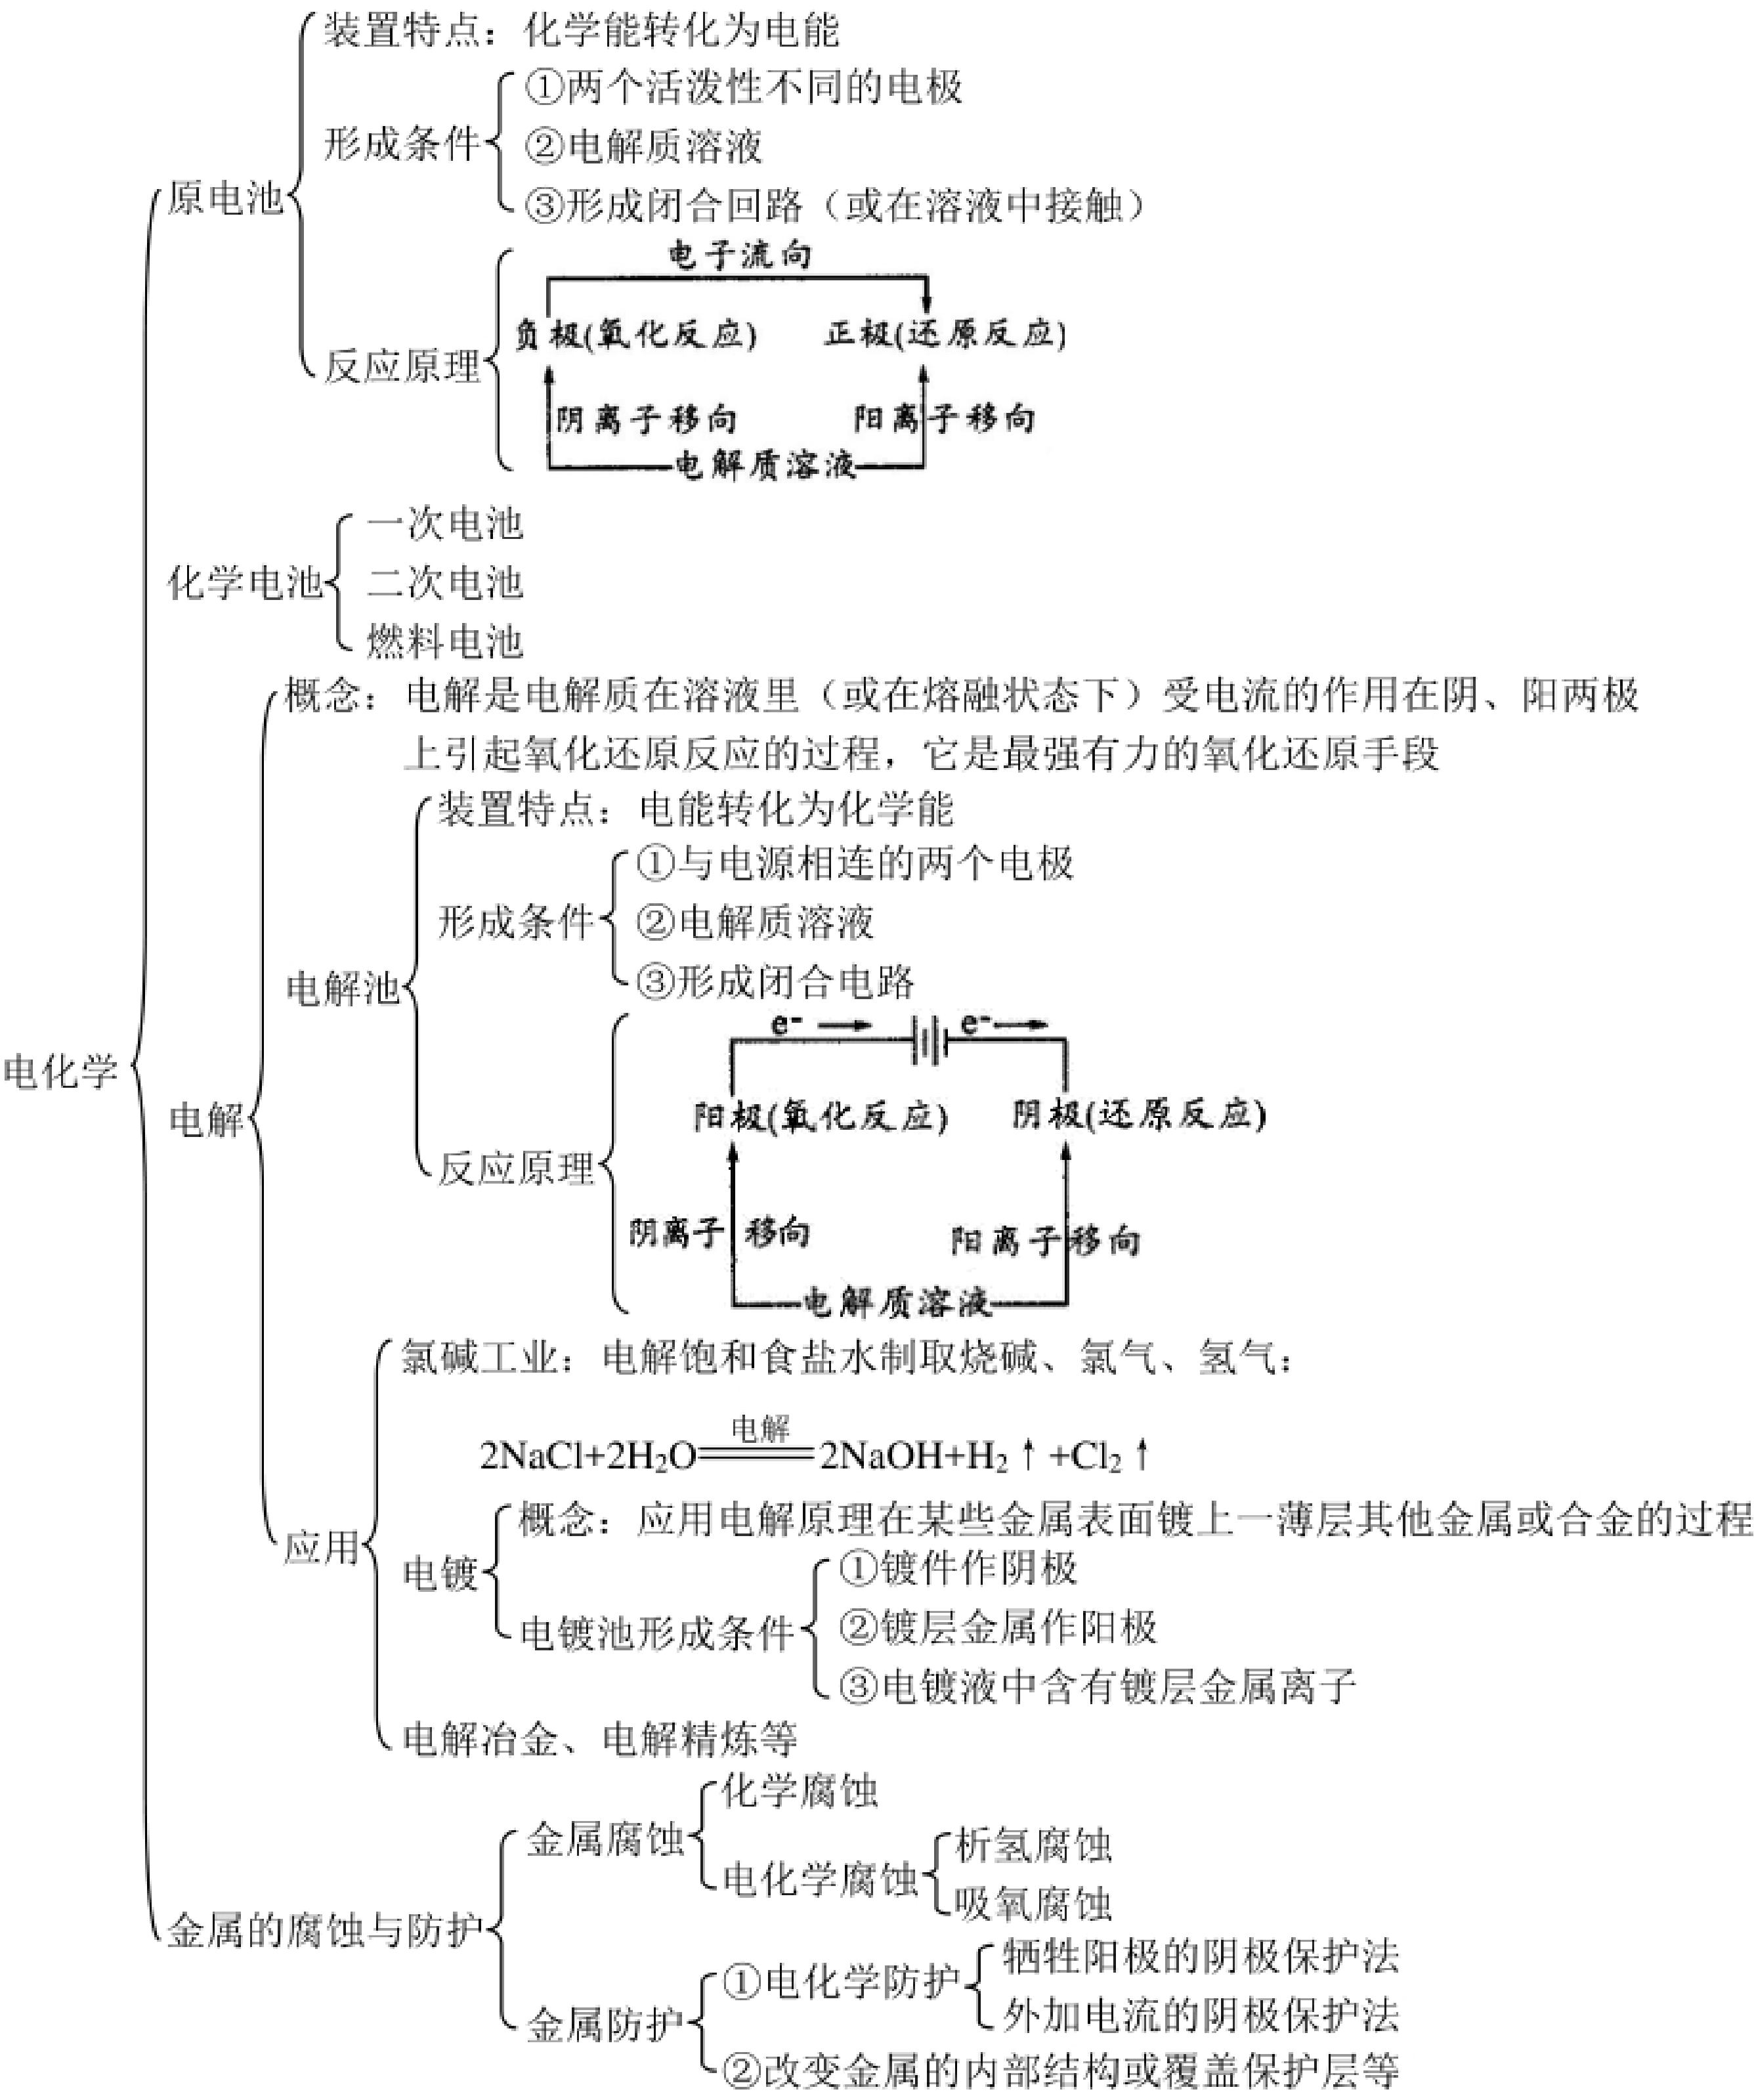 装置特点：化学能转化为电能
①两个活泼性不同的电极
形成条件
②电解质溶液
原电池
③形成闭合回路（或在溶液中接触）
电子流向
负极(氧化反应) 正极(还原反应)
反应原理
阴离子移向 阳离子移向
电解质溶液
一次电池
化学电池
二次电池
燃料电池
概念：电解是电解质在溶液里（或在熔融状态下）受电流的作用在阴、阳两极
上引起氧化还原反应的过程，它是最强有力的氧化还原手段
装置特点：电能转化为化学能
①与电源相连的两个电极
形成条件
②电解质溶液
电解池
③形成闭合电路
e- e-
电化学
电解
阳极(氧化反应) 阴极(还原反应)
反应原理
阴离子移向 阳离子移向
电解质溶液
氯碱工业：电解饱和食盐水制取烧碱、氯气、氢气：
电解
2NaCl+2H₂O══2NaOH+H₂↑+Cl₂↑
概念：应用电解原理在某些金属表面镀上一薄层其他金属或合金的过程
应用
电镀
①镀件作阴极
电镀池形成条件
②镀层金属作阳极
③电镀液中含有镀层金属离子
电解冶金、电解精炼等
化学腐蚀
金属腐蚀
析氢腐蚀
电化学腐蚀
吸氧腐蚀
金属的腐蚀与防护
牺牲阳极的阴极保护法
①电化学防护
外加电流的阴极保护法
金属防护
②改变金属的内部结构或覆盖保护层等